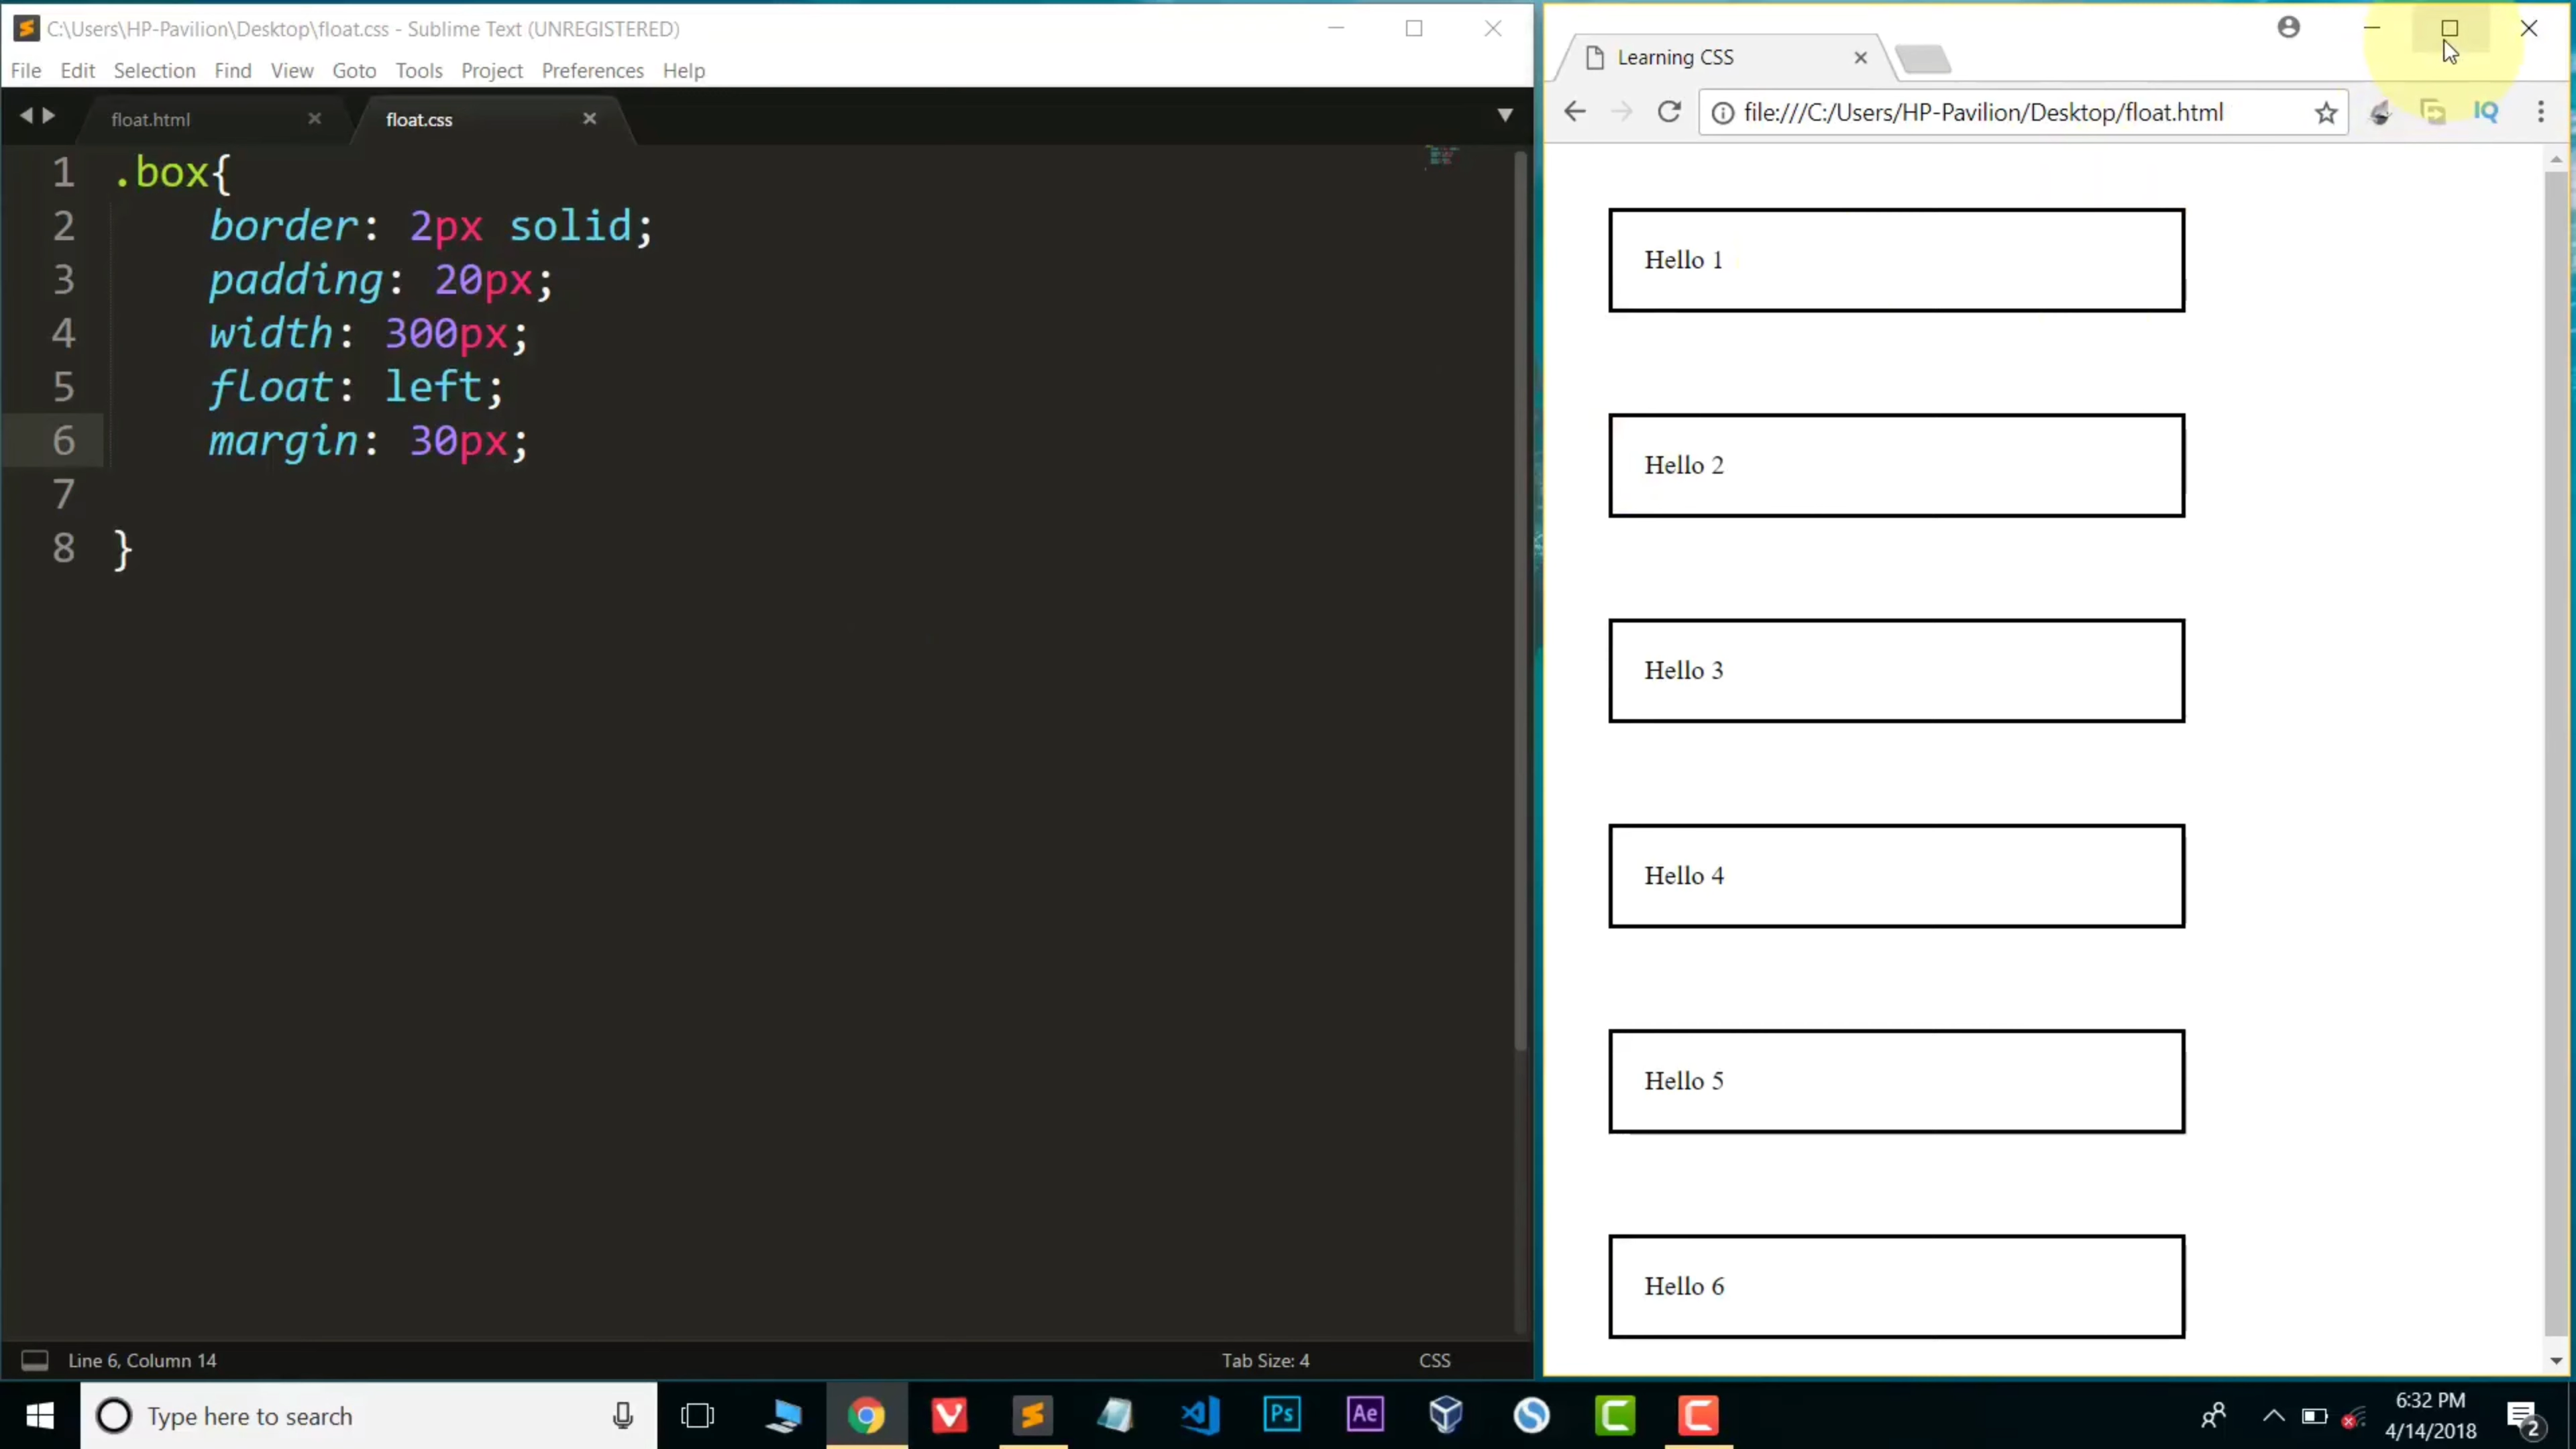 C:\Users\HP-Pavilion\Desktop\float.css - Sublime Text (UNREGISTERED)
File Edit Selection Find View Goto Tools Project Preferences Help
float.html
float.css
1 .box{
2 border: 2px solid;
3 padding: 20px;
4 width: 300px;
5 float: left;
6 margin: 30px;
7
8 }
Line 6, Column 14
Tab Size: 4
CSS
Learning CSS
file:///C:/Users/HP-Pavilion/Desktop/float.html
IQ
Hello 1
Hello 2
Hello 3
Hello 4
Hello 5
Hello 6
Type here to search
Ps
Ae
6:32 PM
4/14/2018
2